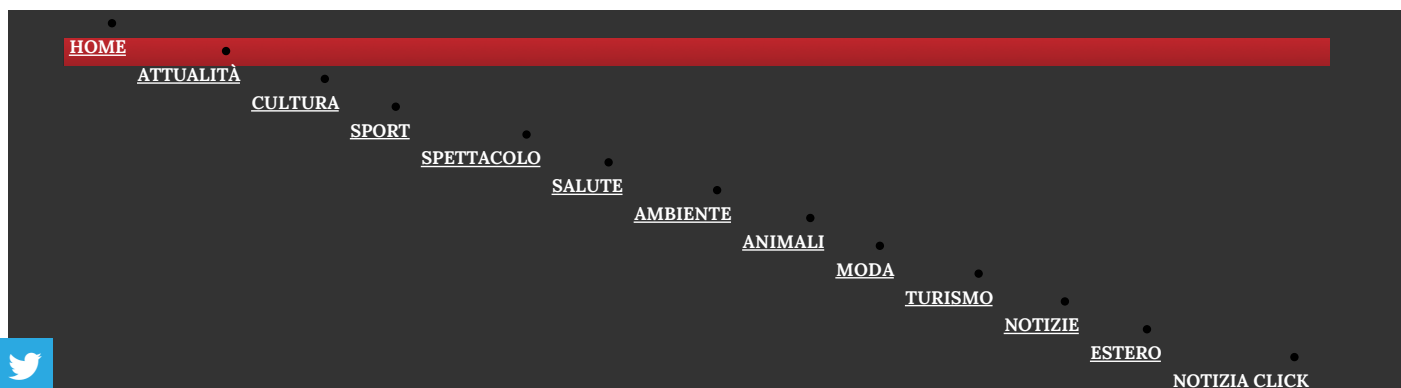 HOME
ATTUALITÀ
CULTURA
SPORT
SPETTACOLO
SALUTE
AMBIENTE
ANIMALI
MODA
TURISMO
NOTIZIE
ESTERO
NOTIZIA CLICK